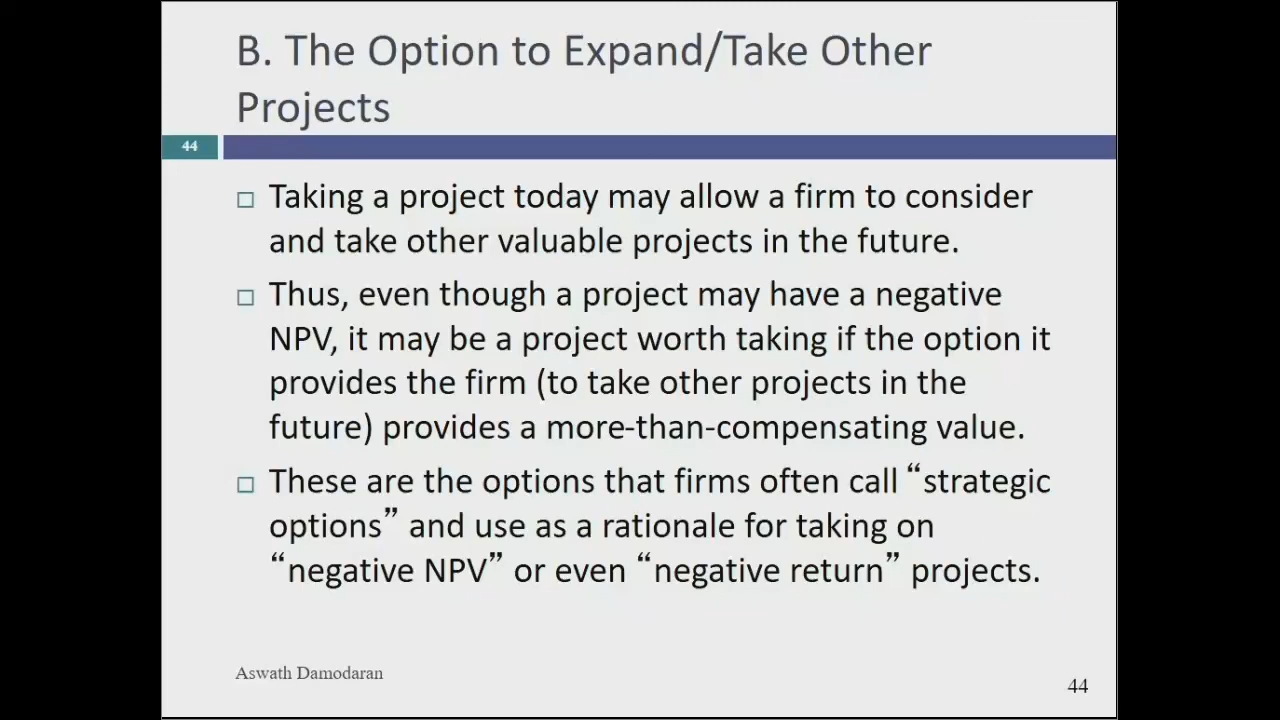 B. The Option to Expand/Take Other
Projects
44
□ Taking a project today may allow a firm to consider
and take other valuable projects in the future.
□ Thus, even though a project may have a negative
NPV, it may be a project worth taking if the option it
provides the firm (to take other projects in the
future) provides a more-than-compensating value.
□ These are the options that firms often call “strategic
options” and use as a rationale for taking on
“negative NPV” or even “negative return” projects.
Aswath Damodaran
44